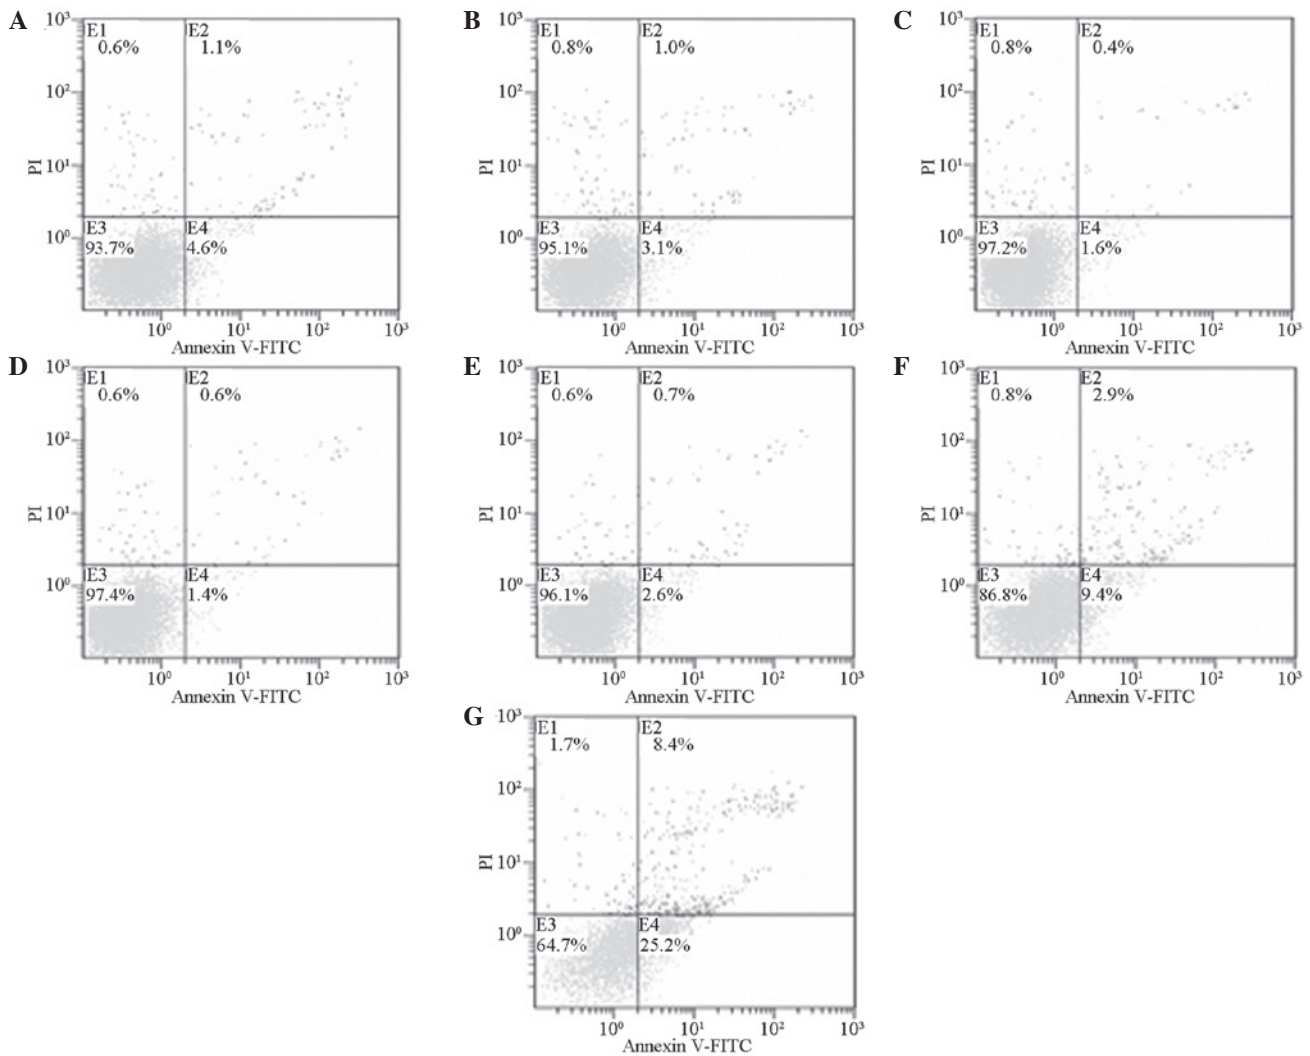 A
10³
E1
0.6%
E2
1.1%
10²
PI
10¹
E3
93.7%
E4
4.6%
10⁰
10⁰ 10¹ 10² 10³
Annexin V-FITC
B
10³
E1
0.8%
E2
1.0%
10²
PI
10¹
E3
95.1%
E4
3.1%
10⁰
10⁰ 10¹ 10² 10³
Annexin V-FITC
C
10³
E1
0.8%
E2
0.4%
10²
PI
10¹
E3
97.2%
E4
1.6%
10⁰
10⁰ 10¹ 10² 10³
Annexin V-FITC
D
10³
E1
0.6%
E2
0.6%
10²
PI
10¹
E3
97.4%
E4
1.4%
10⁰
10⁰ 10¹ 10² 10³
Annexin V-FITC
E
10³
E1
0.6%
E2
0.7%
10²
PI
10¹
E3
96.1%
E4
2.6%
10⁰
10⁰ 10¹ 10² 10³
Annexin V-FITC
F
10³
E1
0.8%
E2
2.9%
10²
PI
10¹
E3
86.8%
E4
9.4%
10⁰
10⁰ 10¹ 10² 10³
Annexin V-FITC
G
10³
E1
1.7%
E2
8.4%
10²
PI
10¹
E3
64.7%
E4
25.2%
10⁰
10⁰ 10¹ 10² 10³
Annexin V-FITC